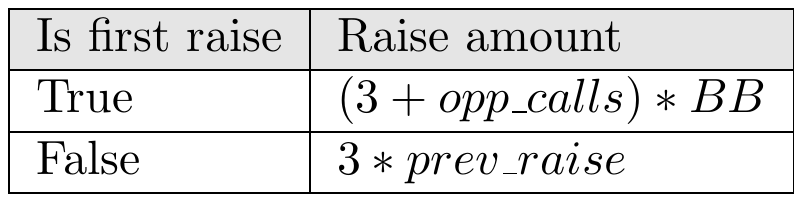 Is first raise Raise amount
True (3 + opp_calls) ∗ BB
False 3 ∗ prev_raise